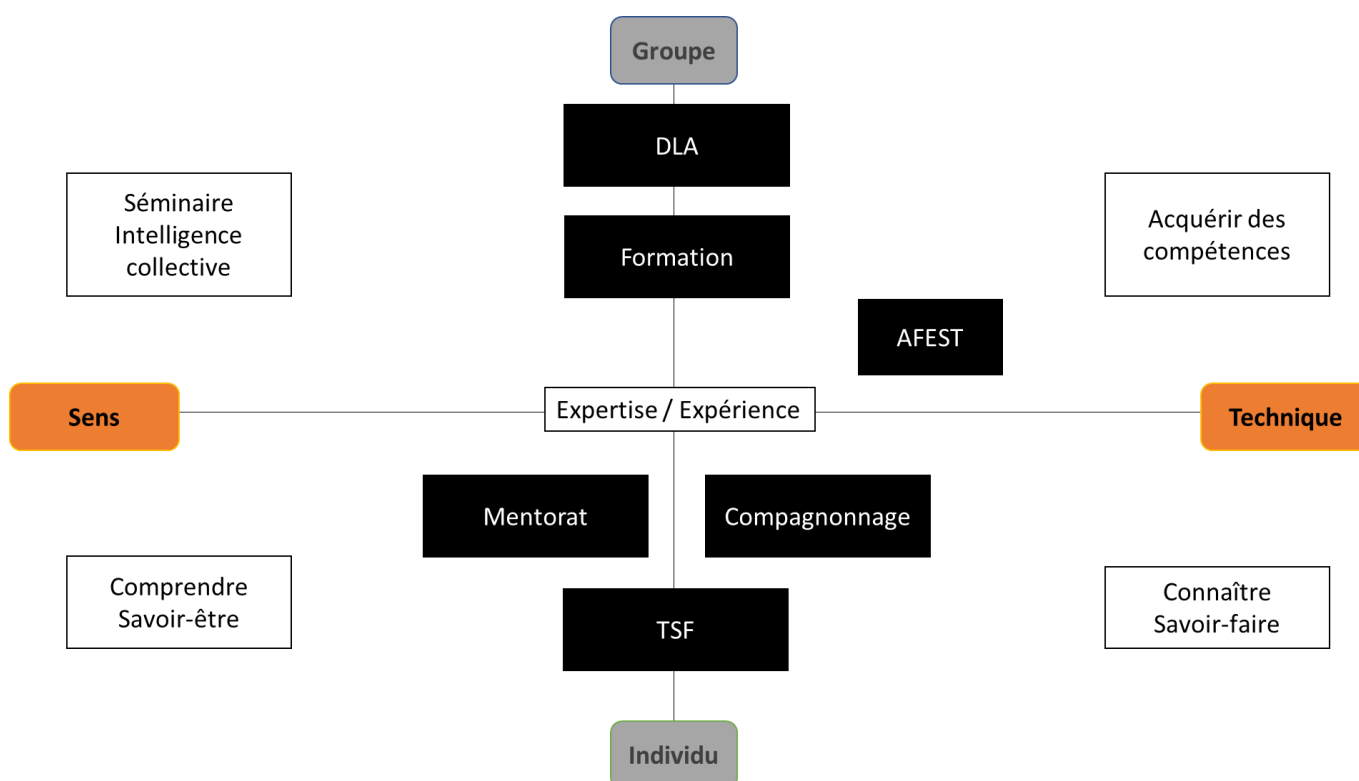 Groupe
DLA
Séminaire
Intelligence
collective
Acquérir des
compétences
Formation
AFEST
Sens
Expertise / Expérience
Technique
Mentorat
Compagnonnage
Comprendre
Savoir-être
TSF
Connaître
Savoir-faire
Individu